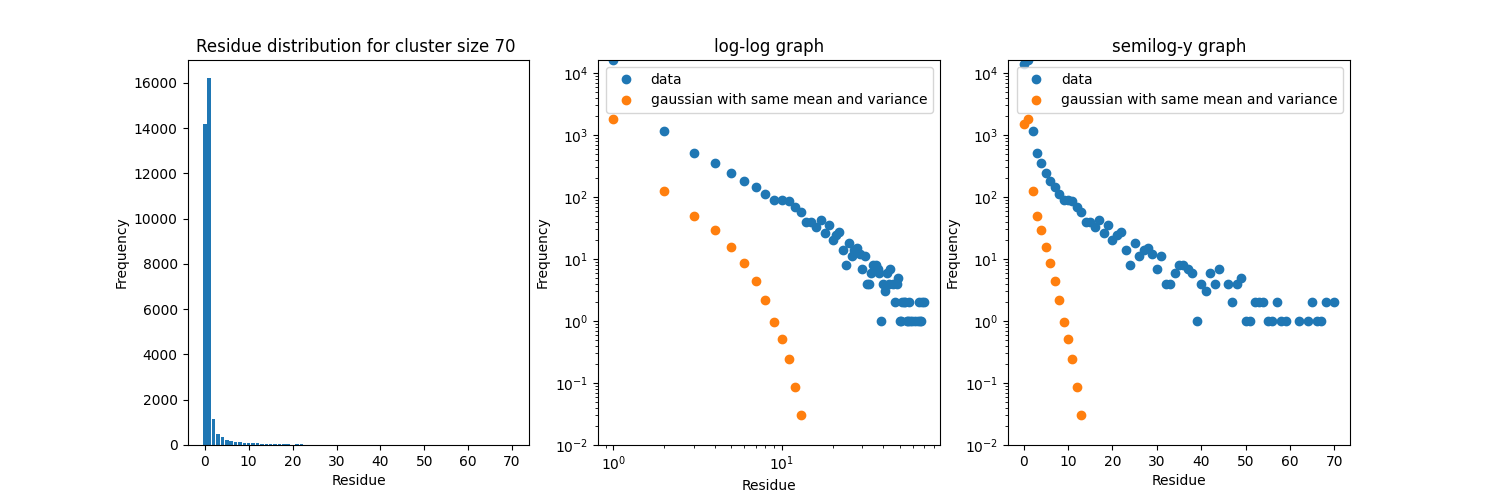 Residue distribution for cluster size 70
Frequency
16000
14000
12000
10000
8000
6000
4000
2000
0
0 10 20 30 40 50 60 70
Residue
log-log graph
data
gaussian with same mean and variance
Frequency
10⁴
10³
10²
10¹
10⁰
10⁻¹
10⁻²
10⁰ 10¹
Residue
semilog-y graph
data
gaussian with same mean and variance
Frequency
10⁴
10³
10²
10¹
10⁰
10⁻¹
10⁻²
0 10 20 30 40 50 60 70
Residue